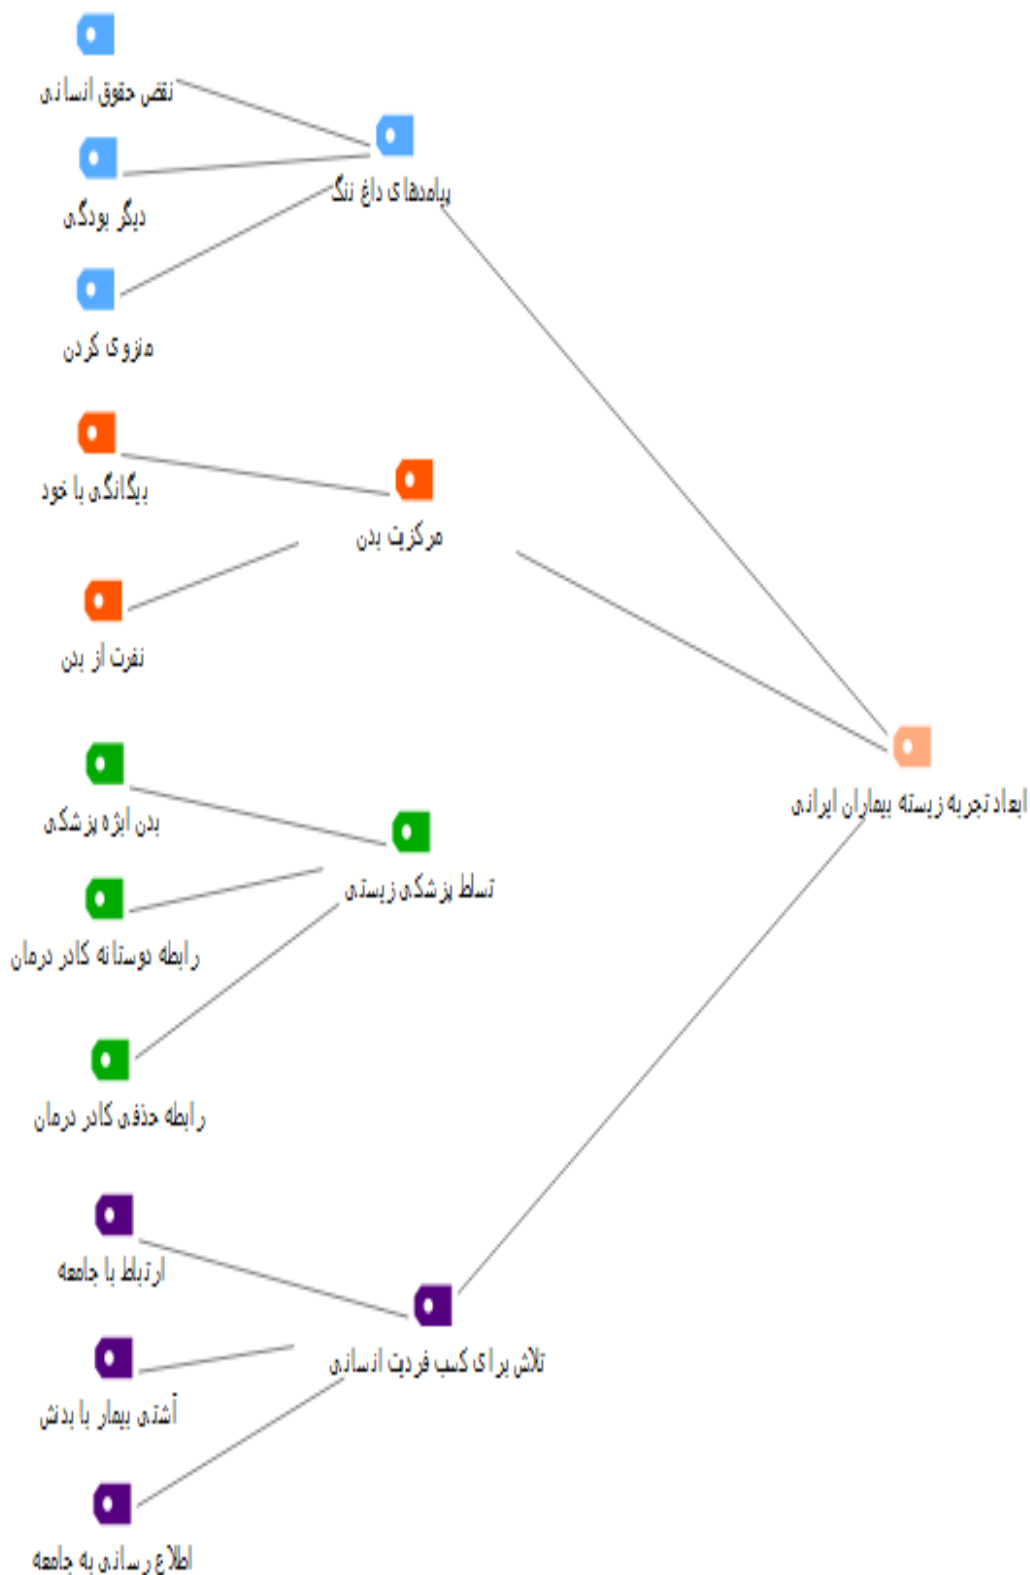 نقض حقوق انسانی
دیگر بودگی
منزوی کردن
پیامدهای داغ ننگ
بیگانگی با خود
نفرت از بدن
مرکزیت بدن
بدن ابژه پزشکی
رابطه دوستانه کادر درمان
رابطه حذفی کادر درمان
تسلط پزشکی زیستی
ارتباط با جامعه
آشتی بیمار با بدنش
اطلاع رسانی به جامعه
تلاش برای کسب فردیت انسانی
ابعاد تجربه زیسته بیماران ایرانی